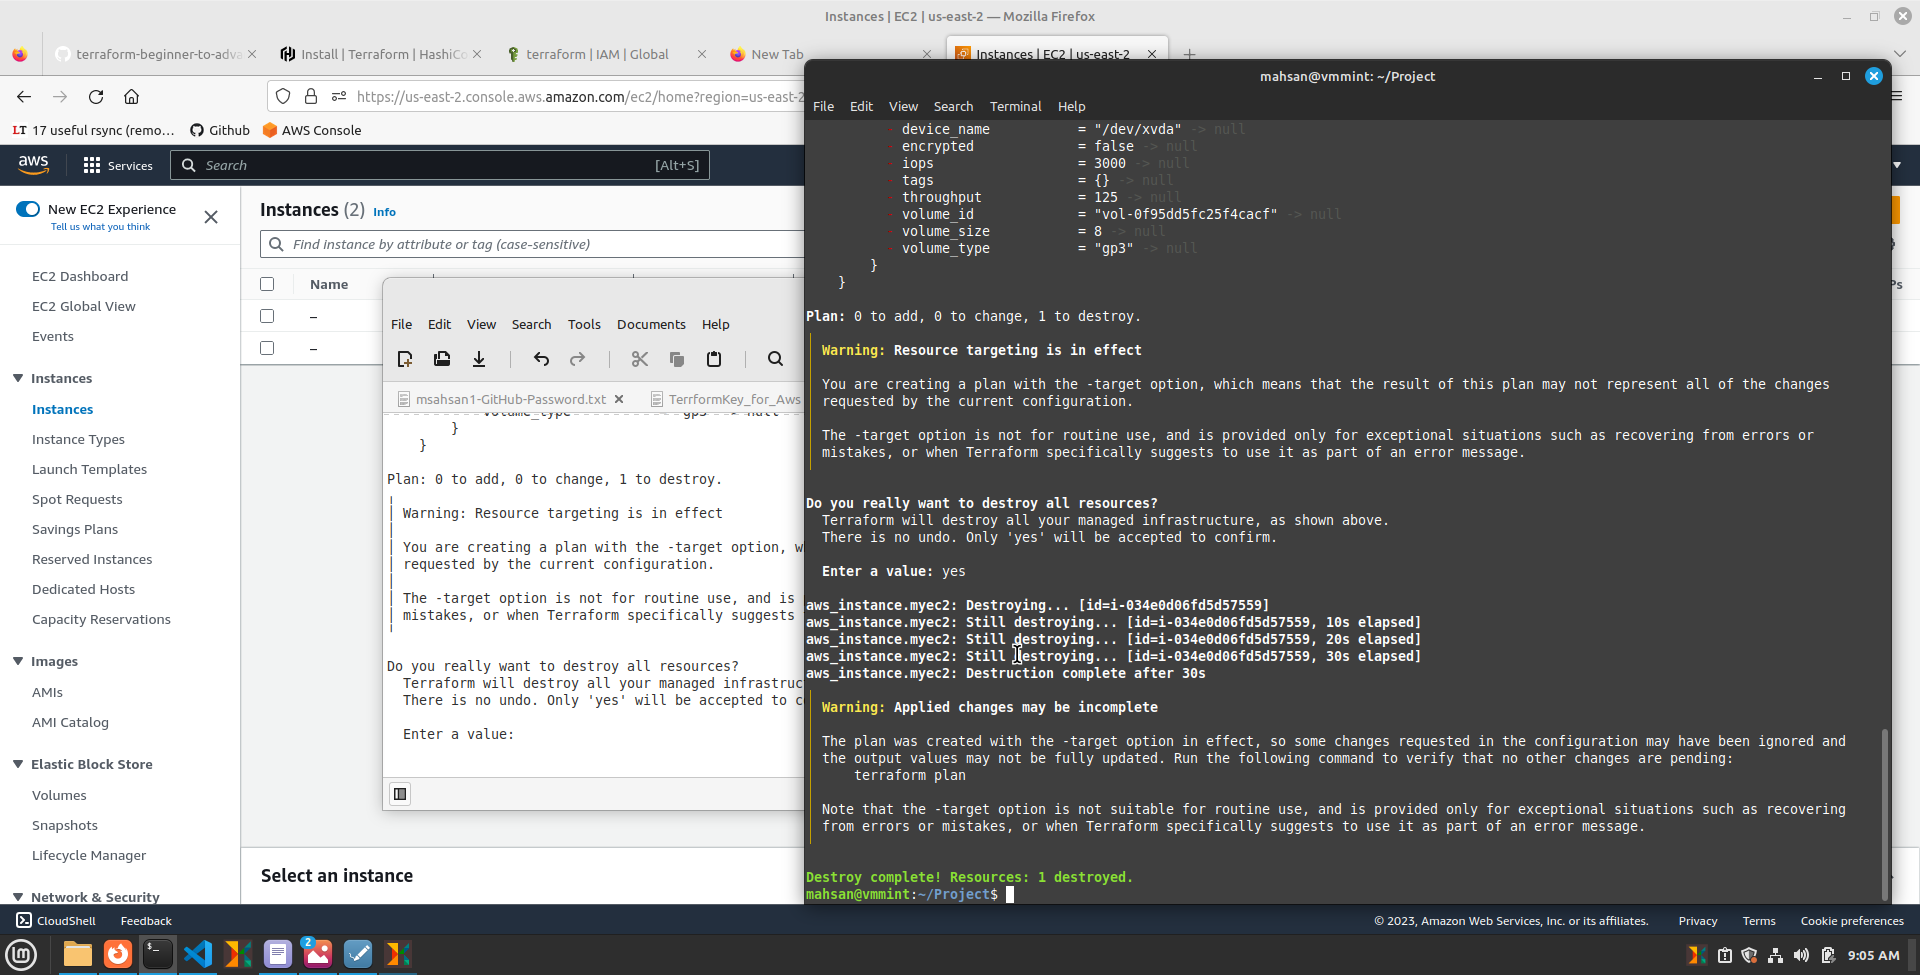 Instances | EC2 | us-east-2 — Mozilla Firefox
terraform-beginner-to-adva
Install | Terraform | HashiCo
terraform | IAM | Global
New Tab
Instances | EC2 | us-east-2
https://us-east-2.console.aws.amazon.com/ec2/home?region=us-east-2
LT 17 useful rsync (remo...
Github
AWS Console
aws
Services
Search
[Alt+S]
New EC2 Experience
Tell us what you think
EC2 Dashboard
EC2 Global View
Events
Instances
Instances
Instance Types
Launch Templates
Spot Requests
Savings Plans
Reserved Instances
Dedicated Hosts
Capacity Reservations
Images
AMIs
AMI Catalog
Elastic Block Store
Volumes
Snapshots
Lifecycle Manager
Network & Security
Instances (2) Info
Find instance by attribute or tag (case-sensitive)
Name
–
–
Select an instance
File Edit View Search Tools Documents Help
msahsan1-GitHub-Password.txt
TerrformKey_for_Aws
volume_type gp3 -> null
}
}
Plan: 0 to add, 0 to change, 1 to destroy.
Warning: Resource targeting is in effect
You are creating a plan with the -target option, w
requested by the current configuration.
The -target option is not for routine use, and is
mistakes, or when Terraform specifically suggests
Do you really want to destroy all resources?
Terraform will destroy all your managed infrastruc
There is no undo. Only 'yes' will be accepted to c
Enter a value:
mahsan@vmmint: ~/Project
File Edit View Search Terminal Help
- device_name = "/dev/xvda" -> null
- encrypted = false -> null
- iops = 3000 -> null
- tags = {} -> null
- throughput = 125 -> null
- volume_id = "vol-0f95dd5fc25f4cacf" -> null
- volume_size = 8 -> null
- volume_type = "gp3" -> null
}
}
Plan: 0 to add, 0 to change, 1 to destroy.
Warning: Resource targeting is in effect
You are creating a plan with the -target option, which means that the result of this plan may not represent all of the changes
requested by the current configuration.
The -target option is not for routine use, and is provided only for exceptional situations such as recovering from errors or
mistakes, or when Terraform specifically suggests to use it as part of an error message.
Do you really want to destroy all resources?
Terraform will destroy all your managed infrastructure, as shown above.
There is no undo. Only 'yes' will be accepted to confirm.
Enter a value: yes
aws_instance.myec2: Destroying... [id=i-034e0d06fd5d57559]
aws_instance.myec2: Still destroying... [id=i-034e0d06fd5d57559, 10s elapsed]
aws_instance.myec2: Still destroying... [id=i-034e0d06fd5d57559, 20s elapsed]
aws_instance.myec2: Still destroying... [id=i-034e0d06fd5d57559, 30s elapsed]
aws_instance.myec2: Destruction complete after 30s
Warning: Applied changes may be incomplete
The plan was created with the -target option in effect, so some changes requested in the configuration may have been ignored and
the output values may not be fully updated. Run the following command to verify that no other changes are pending:
terraform plan
Note that the -target option is not suitable for routine use, and is provided only for exceptional situations such as recovering
from errors or mistakes, or when Terraform specifically suggests to use it as part of an error message.
Destroy complete! Resources: 1 destroyed.
mahsan@vmmint:~/Project$
CloudShell
Feedback
© 2023, Amazon Web Services, Inc. or its affiliates.
Privacy
Terms
Cookie preferences
2
9:05 AM